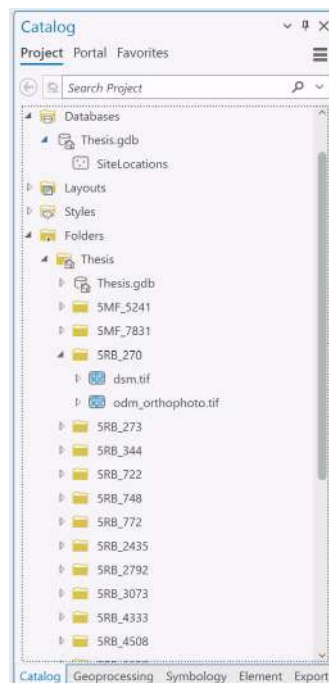 Catalog
Project Portal Favorites
Search Project
Databases
Thesis.gdb
SiteLocations
Layouts
Styles
Folders
Thesis
Thesis.gdb
5MF_5241
5MF_7831
5RB_270
dsm.tif
odm_orthophoto.tif
5RB_273
5RB_344
5RB_722
5RB_748
5RB_772
5RB_2435
5RB_2792
5RB_3073
5RB_4333
5RB_4508
Catalog Geoprocessing Symbology Element Export